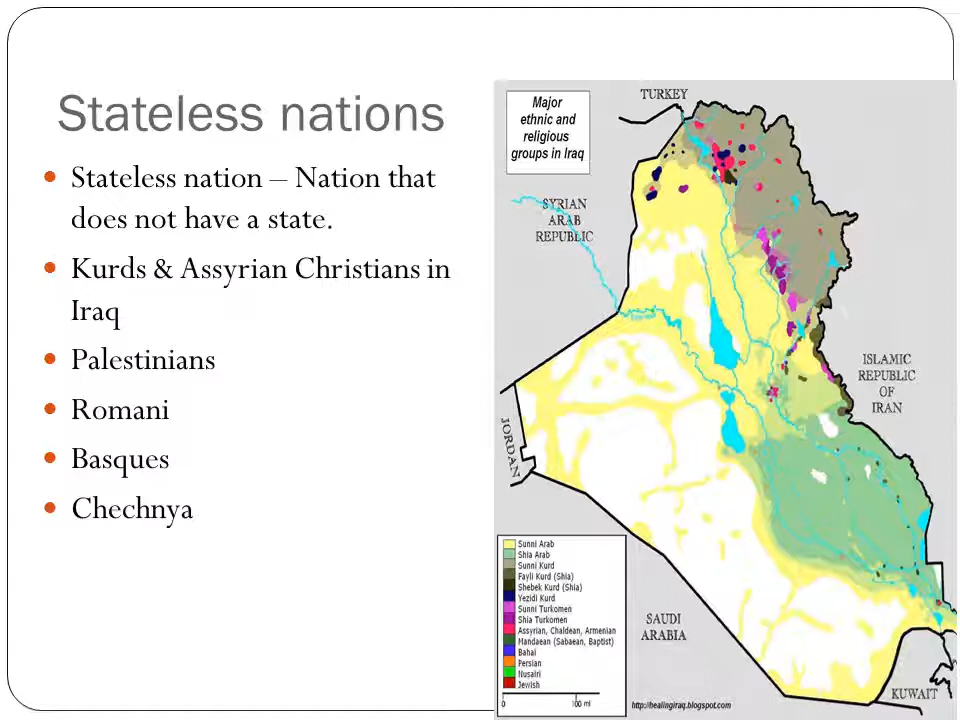 Stateless nations
Stateless nation – Nation that
does not have a state.
Kurds & Assyrian Christians in
Iraq
Palestinians
Romani
Basques
Chechnya
Major
ethnic and
religious
groups in Iraq
TURKEY
SYRIAN
ARAB
REPUBLIC
ISLAMIC
REPUBLIC
OF
IRAN
JORDAN
SAUDI
ARABIA
KUWAIT
Sunni Arab
Shia Arab
Sunni Kurd
Fayli Kurd (Shia)
Shebek Kurd (Shia)
Yezidi Kurd
Sunni Turkomen
Shia Turkomen
Assyrian, Chaldean, Armenian
Mandaean (Sabaean, Baptist)
Bahai
Persian
Nusairi
Jewish
0 100 mi
http://healingiraq.blogspot.com